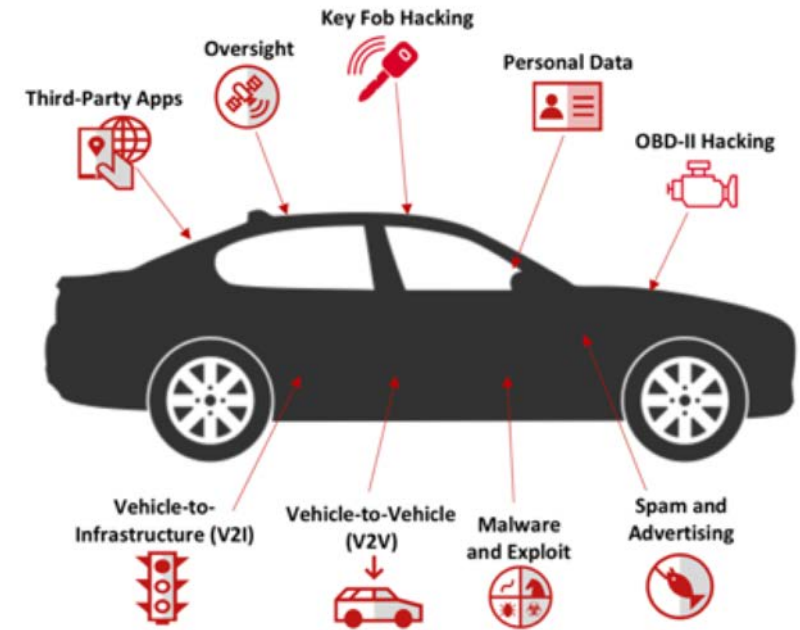 Key Fob Hacking
Oversight
Personal Data
Third-Party Apps
OBD-II Hacking
Vehicle-to-
Infrastructure (V2I)
Vehicle-to-Vehicle
(V2V)
Malware
and Exploit
Spam and
Advertising